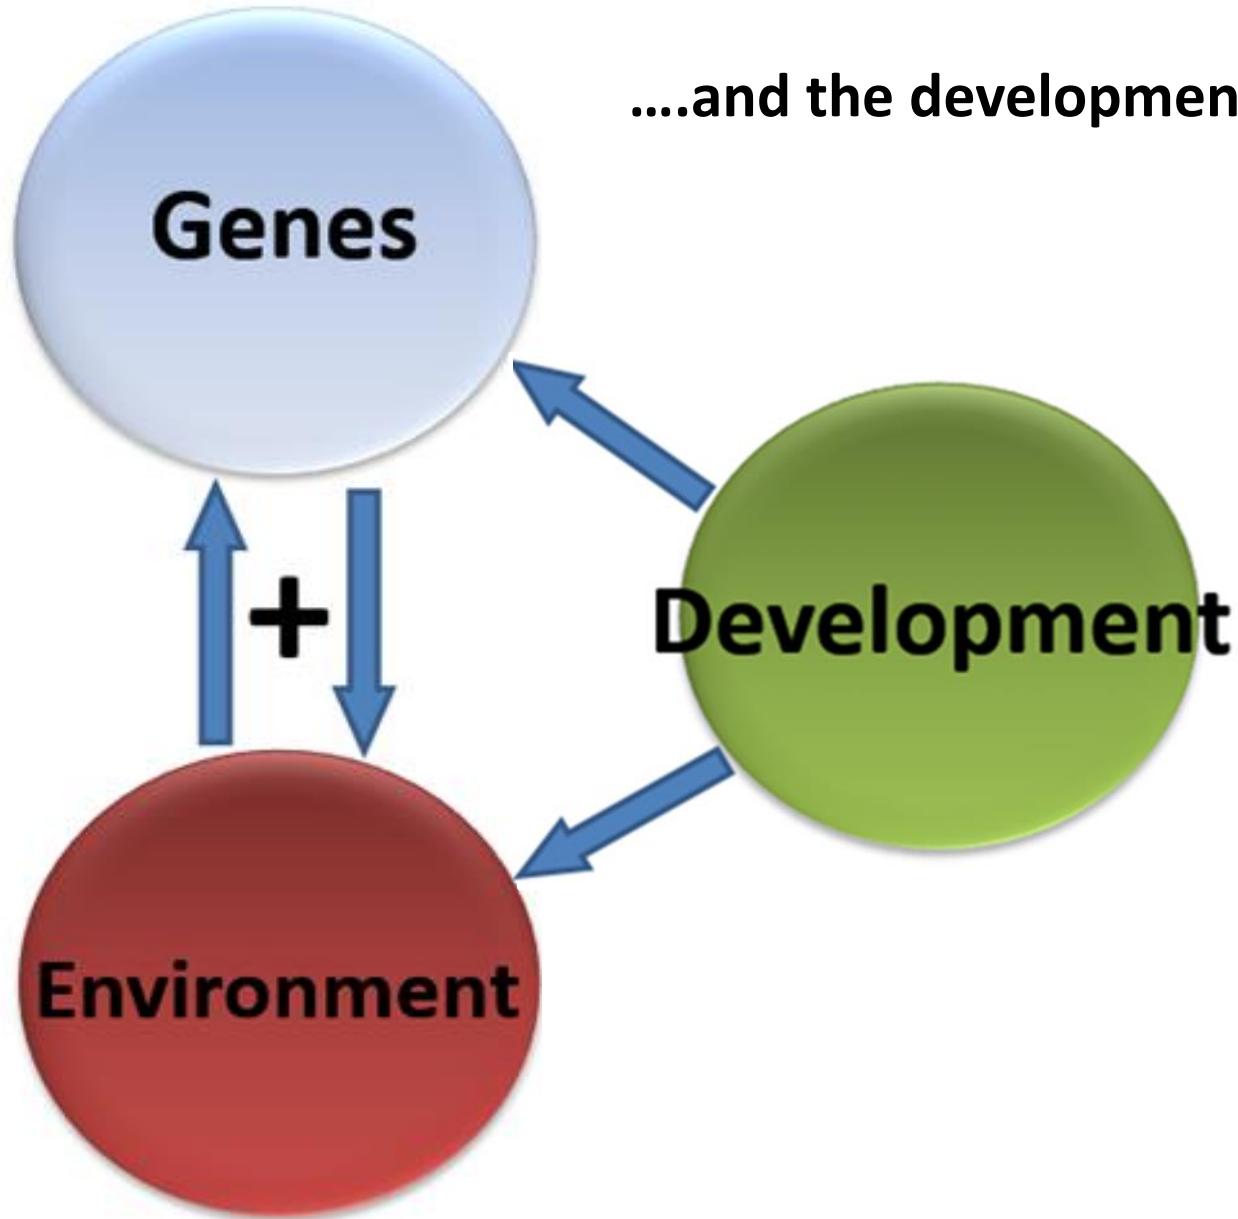 ....and the developmen
Genes
+
Development
Environment